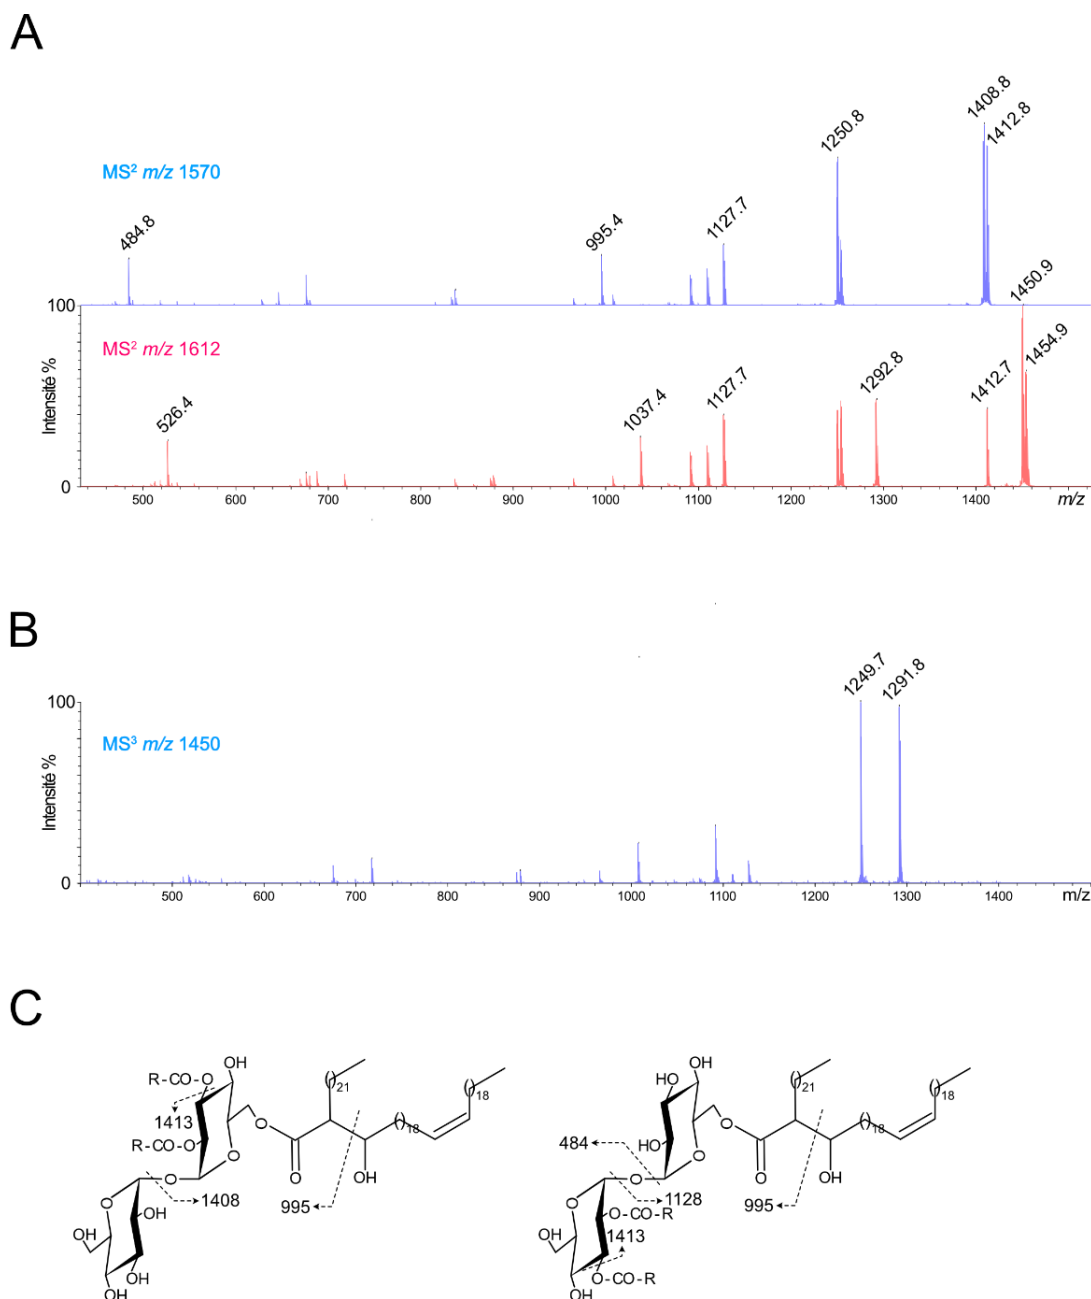 A
MS² m/z 1570
484.8
995.4
1127.7
1250.8
1408.8
1412.8
MS² m/z 1612
526.4
1037.4
1127.7
1292.8
1412.7
1450.9
1454.9
Intensité %
100
0
500 600 700 800 900 1000 1100 1200 1300 1400 m/z
B
MS³ m/z 1450
1249.7
1291.8
Intensité %
100
0
500 600 700 800 900 1000 1100 1200 1300 1400 m/z
C
OH
R-CO-O
1413
R-CO-O
O
O
O
()21
()18
()18
O
OH
995
O
1408
O
OH
OH
OH
OH
OH
HO
HO
O
O
O
()21
()18
()18
OH
484
995
O
1128
O
O-CO-R
OH
1413
O-CO-R
OH